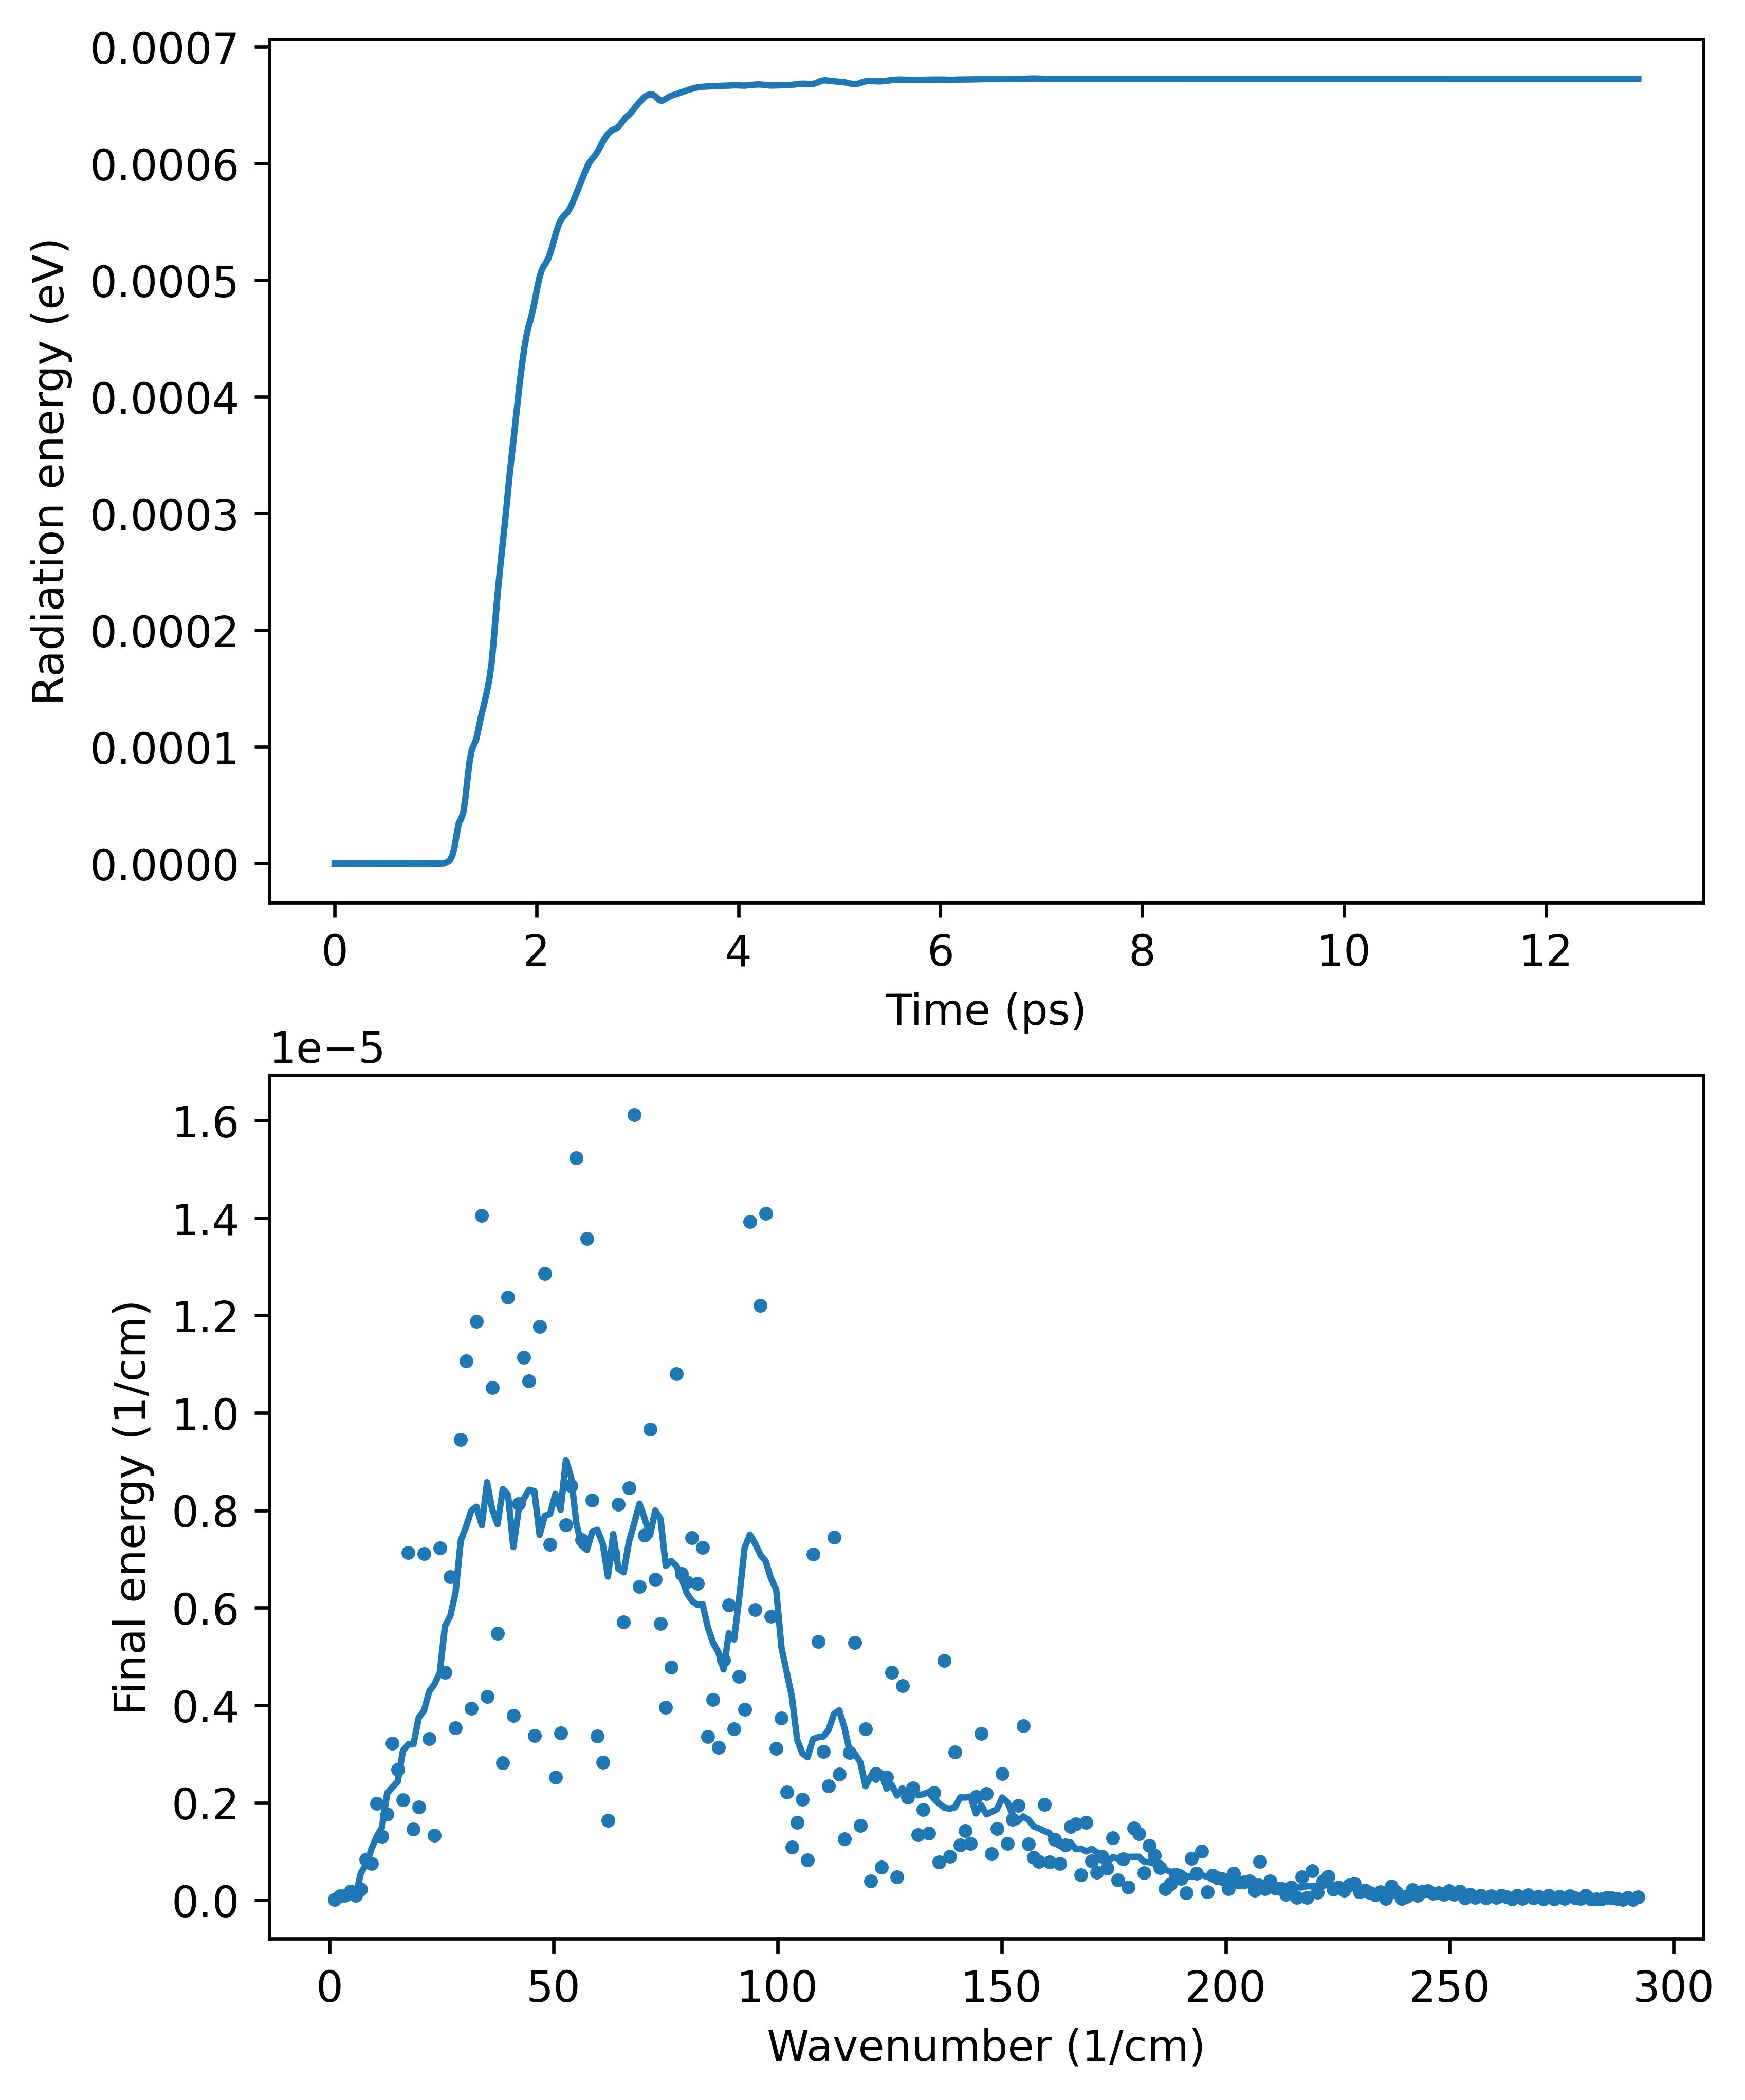 0.0007
0.0006
0.0005
0.0004
0.0003
0.0002
0.0001
0.0000
Radiation energy (eV)
0 2 4 6 8 10 12
Time (ps)
1e−5
1.6
1.4
1.2
1.0
0.8
0.6
0.4
0.2
0.0
Final energy (1/cm)
0 50 100 150 200 250 300
Wavenumber (1/cm)